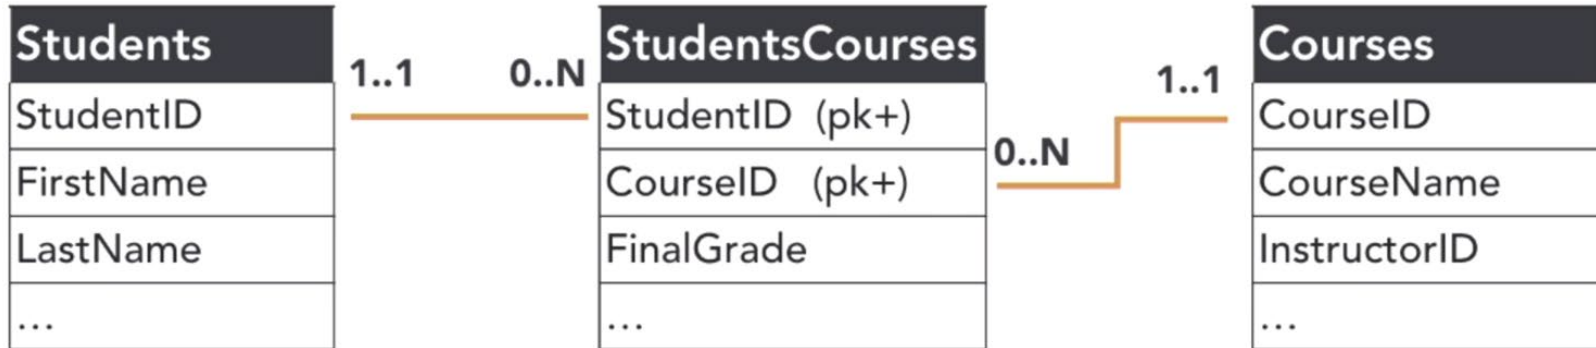 Students
StudentID
FirstName
LastName
...
1..1
0..N
StudentsCourses
StudentID (pk+)
CourseID (pk+)
FinalGrade
...
0..N
1..1
Courses
CourseID
CourseName
InstructorID
...